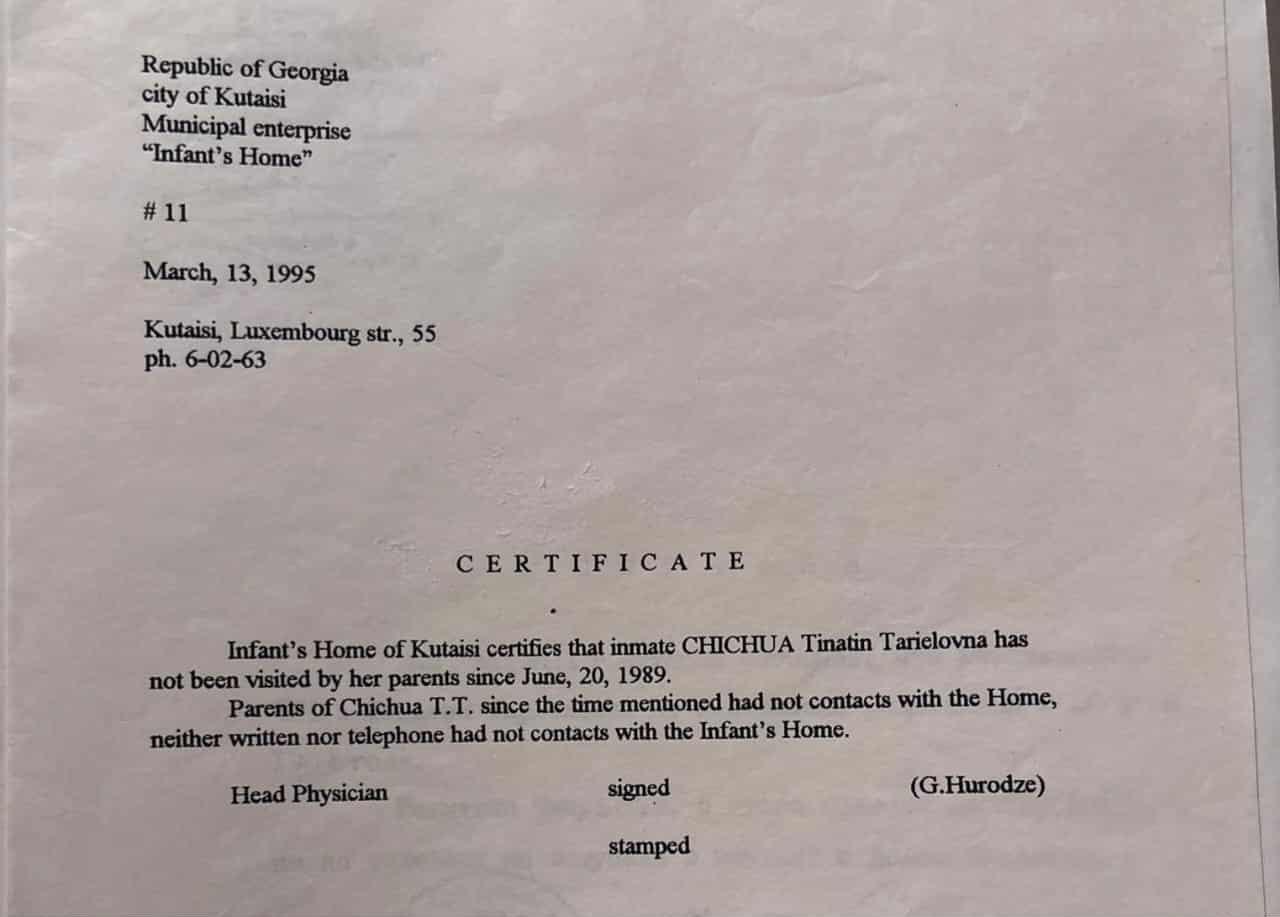 Republic of Georgia
city of Kutaisi
Municipal enterprise
“Infant’s Home”
# 11
March, 13, 1995
Kutaisi, Luxembourg str., 55
ph. 6-02-63
C E R T I F I C A T E
Infant’s Home of Kutaisi certifies that inmate CHICHUA Tinatin Tarielovna has
not been visited by her parents since June, 20, 1989.
Parents of Chichua T.T. since the time mentioned had not contacts with the Home,
neither written nor telephone had not contacts with the Infant’s Home.
Head Physician signed (G.Hurodze)
stamped